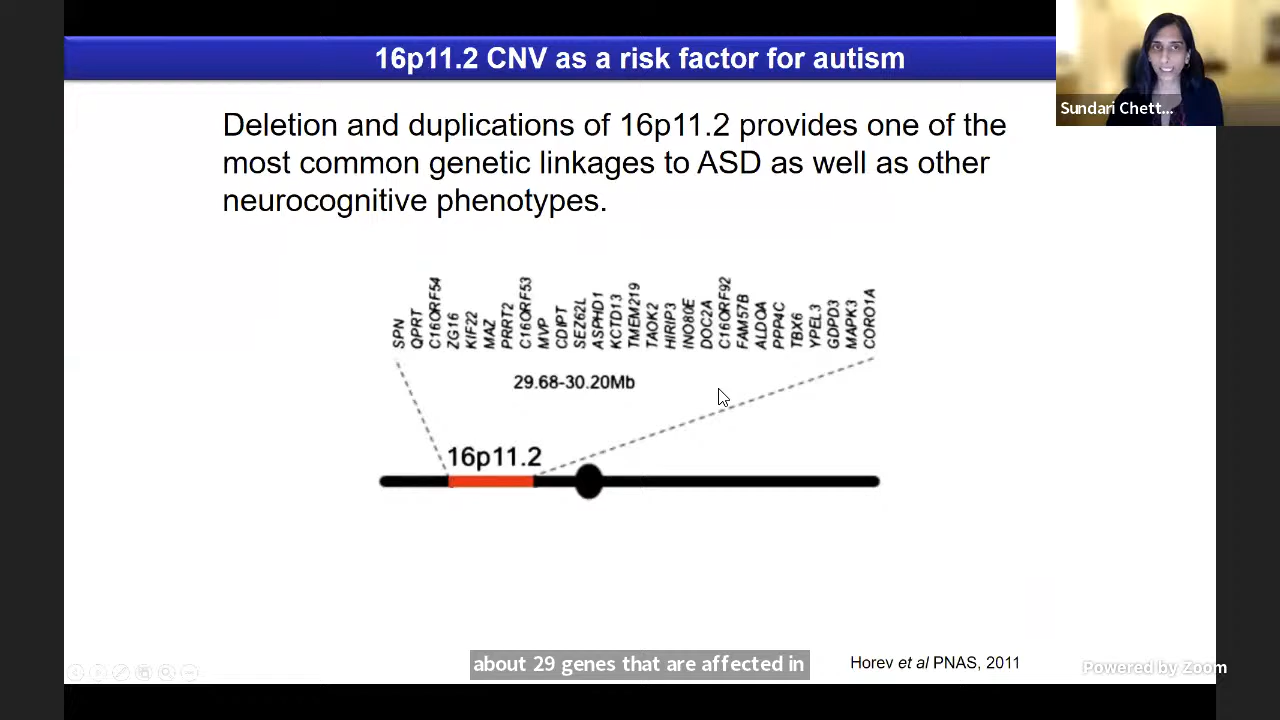 16p11.2 CNV as a risk factor for autism
Sundari Chett...
Deletion and duplications of 16p11.2 provides one of the
most common genetic linkages to ASD as well as other
neurocognitive phenotypes.
SPN
QPRT
C16ORF54
ZG16
KIF22
MAZ
PRRT2
C16ORF53
MVP
CDIPT
SEZ62L
ASPHD1
KCTD13
TMEM219
TAOK2
HIRIP3
INO80E
DOC2A
C16ORF92
FAM57B
ALDOA
PPP4C
TBX6
YPEL3
GDPD3
MAPK3
CORO1A
29.68-30.20Mb
16p11.2
about 29 genes that are affected in
Horev et al PNAS, 2011
Powered by Zoom